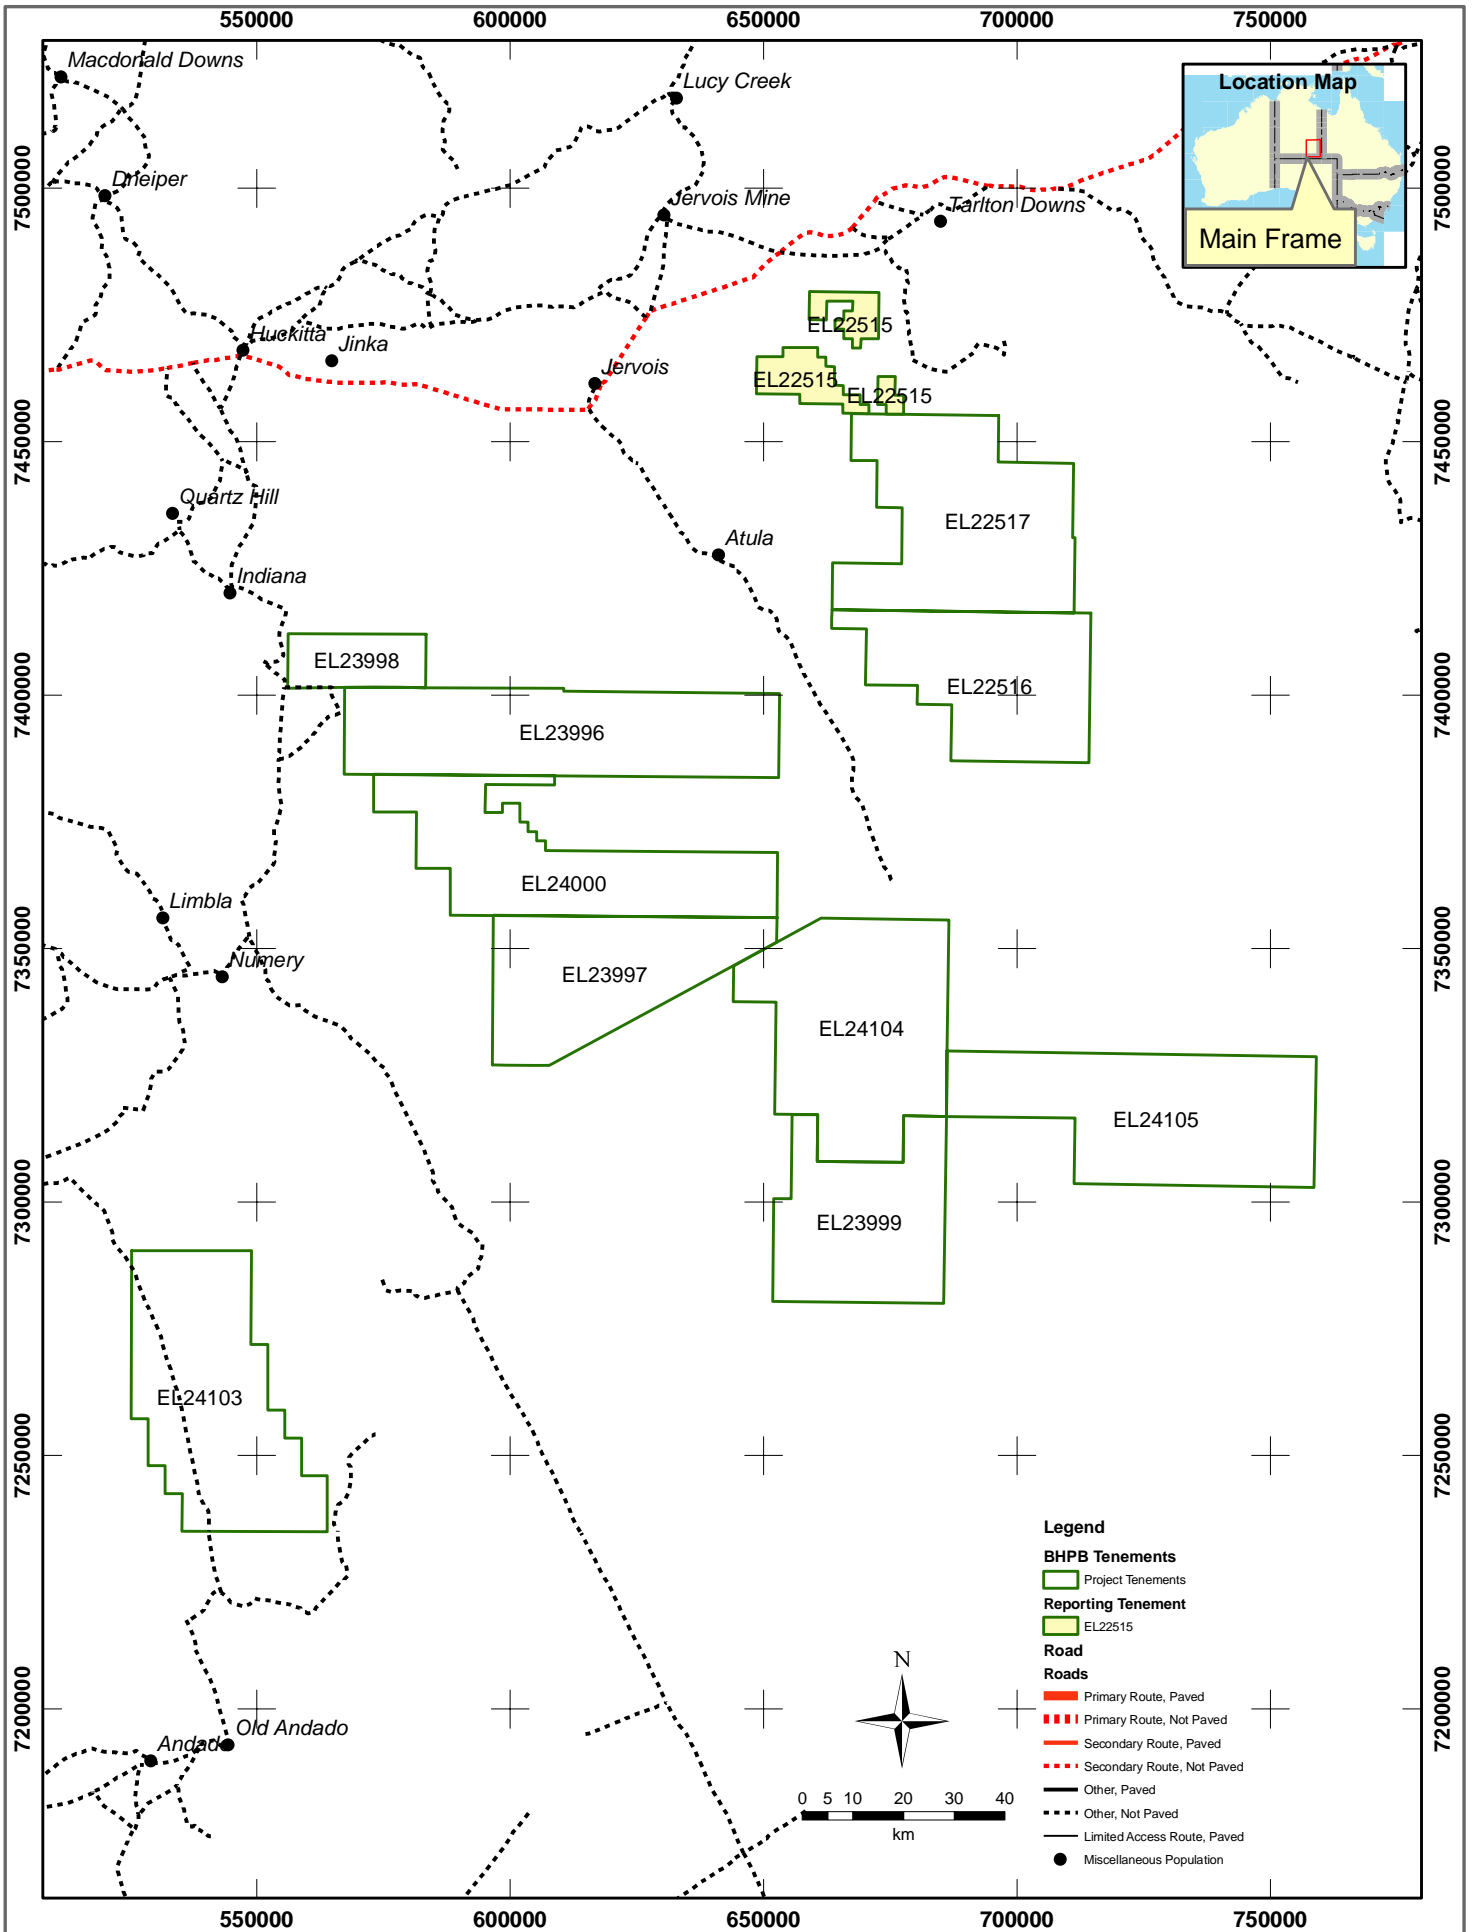 550000 600000 650000 700000 750000
Macdonald Downs
Lucy Creek
Location Map
Main Frame
7500000 7500000
Dneiper
Jervois Mine
Tarlton Downs
Huckitta
Jinka
EL22515
Jervois
EL22515
EL22515
7450000 7450000
Quartz Hill
EL22517
Atula
Indiana
EL23998
EL22516
7400000 7400000
EL23996
EL24000
Limbla
7350000 7350000
Numery
EL23997
EL24104
EL24105
7300000 7300000
EL23999
EL24103
7250000 7250000
Legend
BHPB Tenements
Project Tenements
Reporting Tenement
EL22515
Road
Roads
Primary Route, Paved
Primary Route, Not Paved
Secondary Route, Paved
Secondary Route, Not Paved
Other, Paved
Other, Not Paved
Limited Access Route, Paved
Miscellaneous Population
N
7200000 7200000
Old Andado
Andado
0 5 10 20 30 40
km
550000 600000 650000 700000 750000